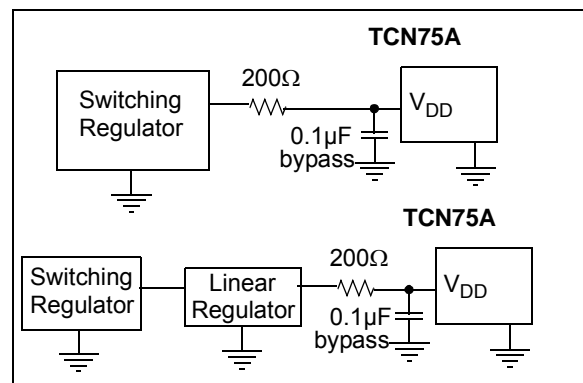 TCN75A
200Ω
Switching
Regulator
V_DD
0.1μF
bypass
TCN75A
200Ω
Switching
Regulator
Linear
Regulator
V_DD
0.1μF
bypass